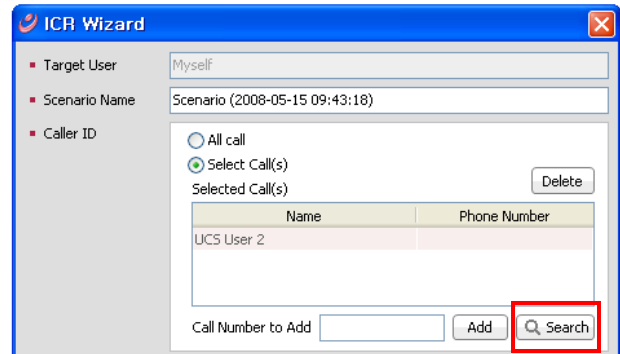 ICR Wizard
Target User Myself
Scenario Name Scenario (2008-05-15 09:43:18)
Caller ID
All call
Select Call(s)
Selected Call(s) Delete
Name Phone Number
UCS User 2
Call Number to Add Add Search